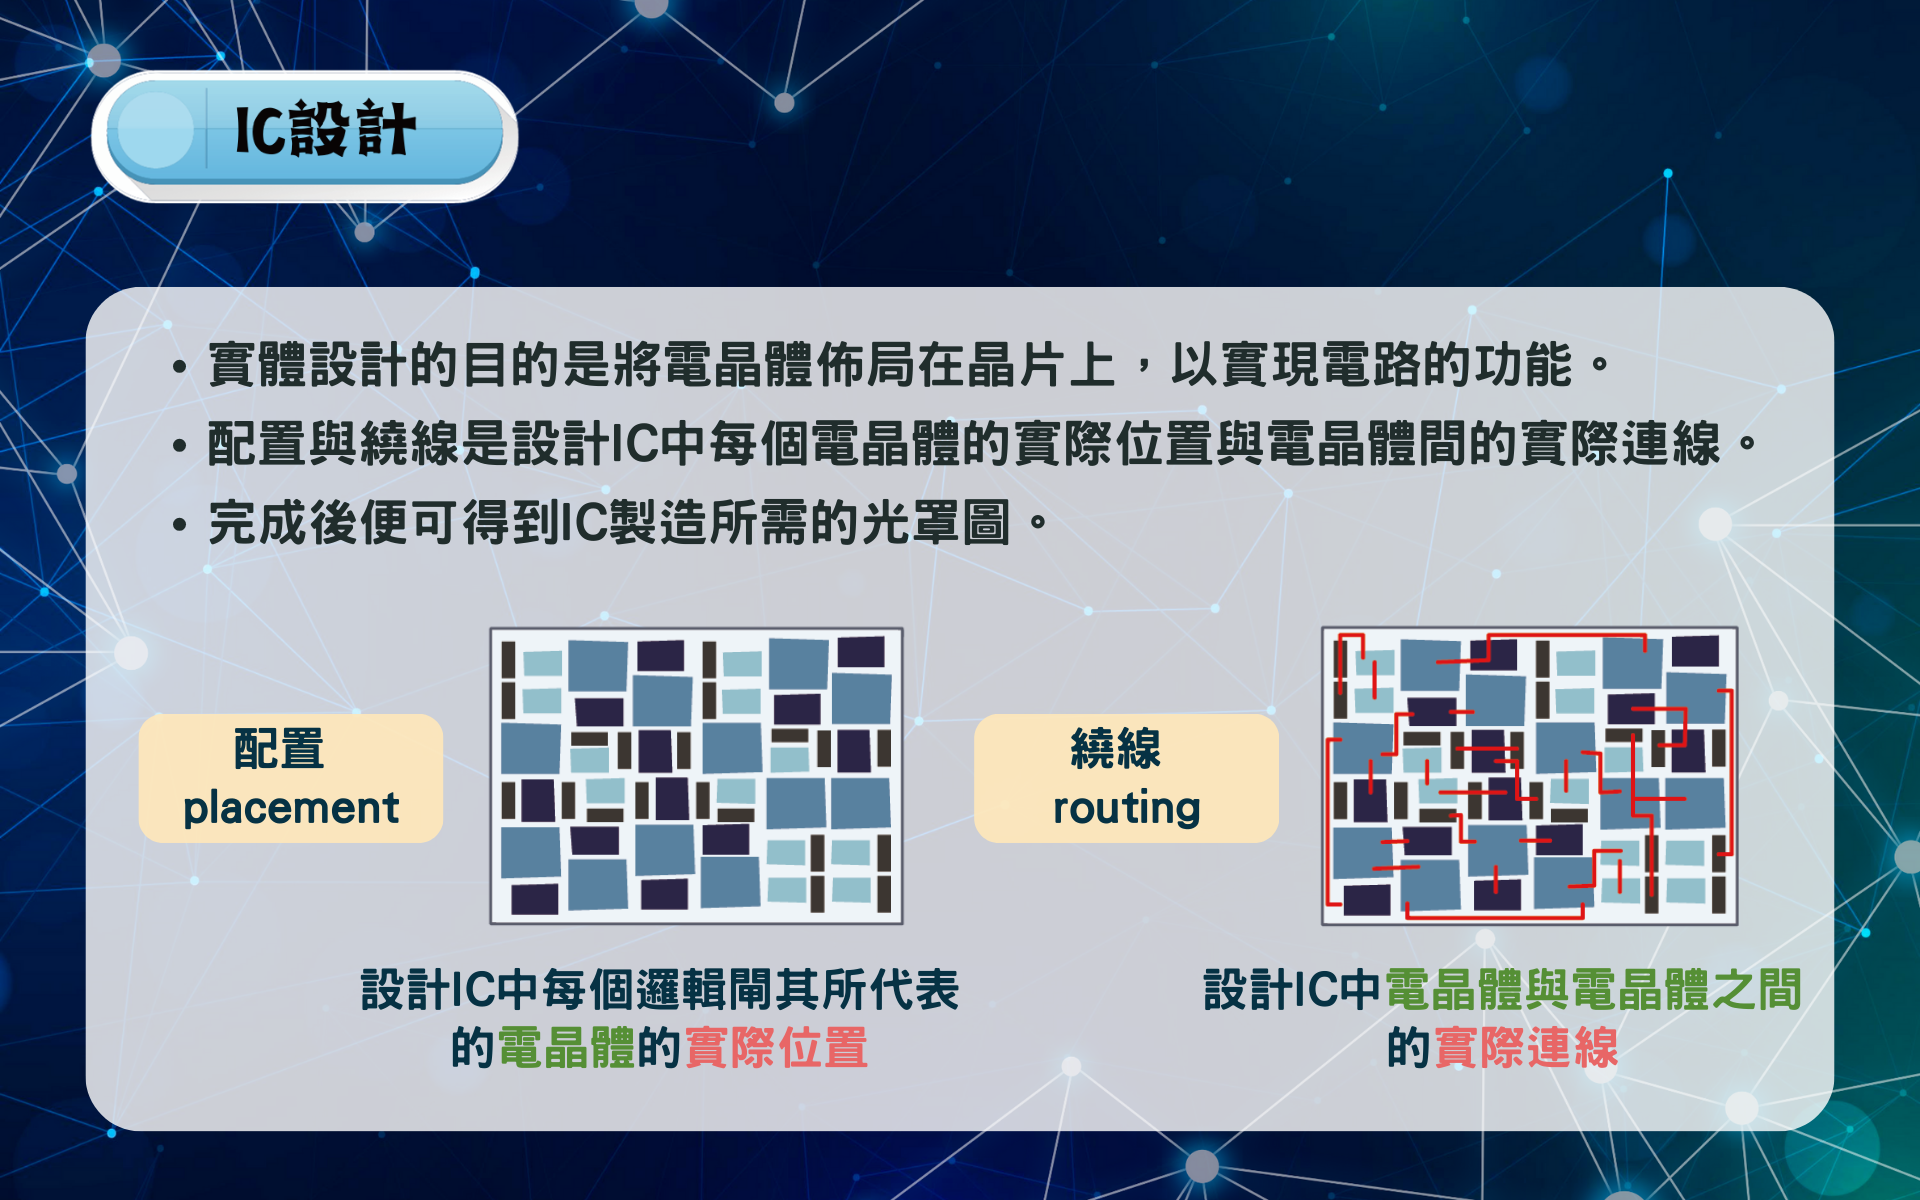 IC設計
• 實體設計的目的是將電晶體佈局在晶片上，以實現電路的功能。
• 配置與繞線是設計IC中每個電晶體的實際位置與電晶體間的實際連線。
• 完成後便可得到IC製造所需的光罩圖。
配置
placement
繞線
routing
設計IC中每個邏輯閘其所代表
的電晶體的實際位置
設計IC中電晶體與電晶體之間
的實際連線